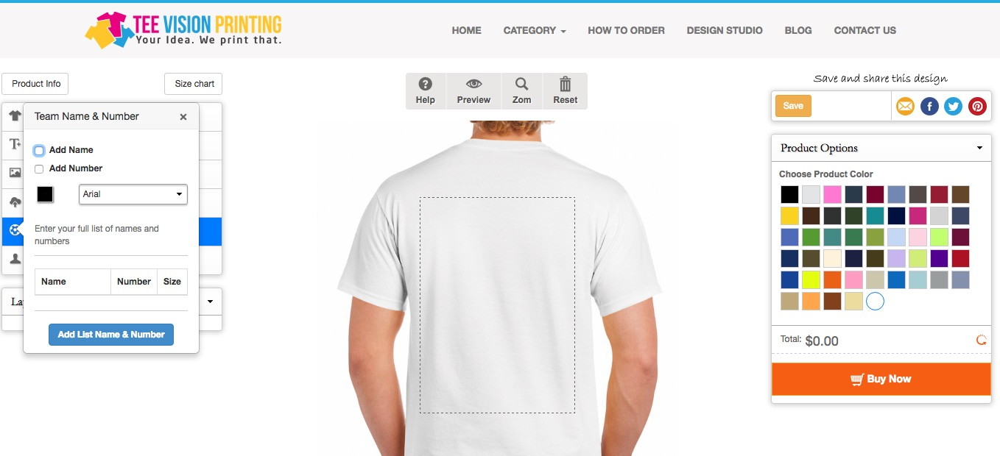 TEE VISION PRINTING
Your Idea. We print that.
HOME CATEGORY HOW TO ORDER DESIGN STUDIO BLOG CONTACT US
Product Info Size chart
Help Preview Zom Reset
Save and share this design
Save
Team Name & Number ×
Add Name
Add Number
Arial
Enter your full list of names and
numbers
Name Number Size
La
Add List Name & Number
Product Options
Choose Product Color
Total: $0.00
Buy Now